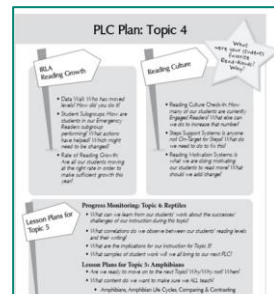 PLC Plan: Topic 4
What
were your students
favorite
Read-Alouds?
Why?
IRLA
Reading Growth
• Data Wall: Who has moved
levels? How did you do it?
• Student Subgroups: How are
students in our Emergency
Readers subgroup
performing? What actions
have helped? Which might
need to be changed?
• Rate of Reading Growth:
Are all our students moving
at the right rate in order to
make sufficient growth this
year?
Reading Culture
• Reading Culture Check-in: How
many of our students are currently
Engaged Readers? What else can
we do to increase that number?
• Steps Support Systems: Is anyone
not On-Target for Steps? What do
we need to do to fix this?
• Reading Motivation Systems: is
what we are doing motivating
our students to read more? What
should we add/change?
Lesson Plans for
Topic 5
Progress Monitoring: Topic 4: Reptiles
• What can we learn from our students' work about the successes/
challenges of our instruction during this topic?
• What correlations do we observe between our students' reading levels
and their writing?
• What are the implications for our instruction for Topic 5?
• What samples of student work will we all bring to our next PLC?
Lesson Plans for Topic 5: Amphibians
• Are we ready to move on to the next Topic? Why/Why not? When?
• What content do we want to make sure we ALL teach?
• Amphibians, Amphibian Life Cycles, Comparing & Contrasting